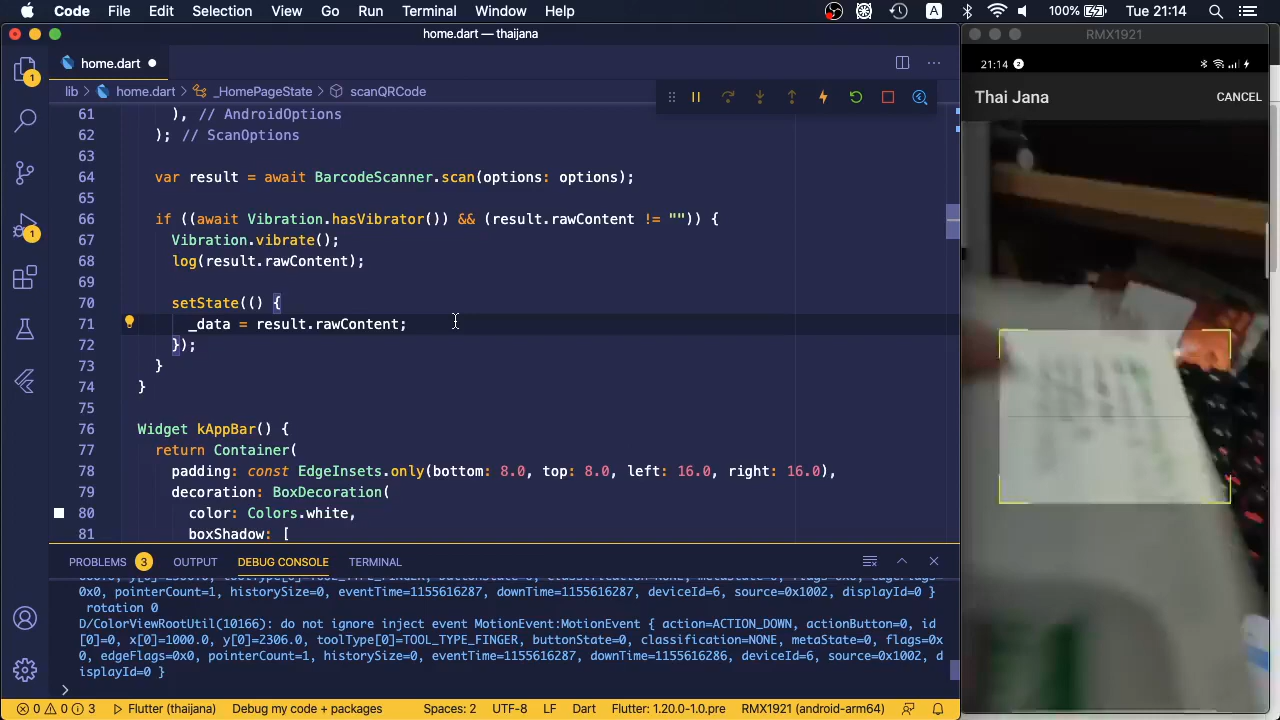 Code File Edit Selection View Go Run Terminal Window Help
A 100% Tue 21:14
home.dart — thaijana
RMX1921
home.dart
21:14 2
lib > home.dart > _HomePageState > scanQRCode
Thai Jana CANCEL
1
61 ), // AndroidOptions
62 ); // ScanOptions
63
64 var result = await BarcodeScanner.scan(options: options);
65
66 if ((await Vibration.hasVibrator()) && (result.rawContent != "")) {
67 Vibration.vibrate();
68 log(result.rawContent);
69
70 setState(() {
71 _data = result.rawContent;
72 });
73 }
74 }
75
76 Widget kAppBar() {
77 return Container(
78 padding: const EdgeInsets.only(bottom: 8.0, top: 8.0, left: 16.0, right: 16.0),
79 decoration: BoxDecoration(
80 color: Colors.white,
81 boxShadow: [
1
PROBLEMS 3 OUTPUT DEBUG CONSOLE TERMINAL
0x0, pointerCount=1, historySize=0, eventTime=1155616287, downTime=1155616287, deviceId=6, source=0x1002, displayId=0 }
rotation 0
D/ColorViewRootUtil(10166): do not ignore inject event MotionEvent:MotionEvent { action=ACTION_DOWN, actionButton=0, id
[0]=0, x[0]=1000.0, y[0]=2306.0, toolType[0]=TOOL_TYPE_FINGER, buttonState=0, classification=NONE, metaState=0, flags=0x
0, edgeFlags=0x0, pointerCount=1, historySize=0, eventTime=1155616287, downTime=1155616286, deviceId=6, source=0x1002, d
isplayId=0 }
>
0 0 3 Flutter (thaijana) Debug my code + packages Spaces: 2 UTF-8 LF Dart Flutter: 1.20.0-1.0.pre RMX1921 (android-arm64)